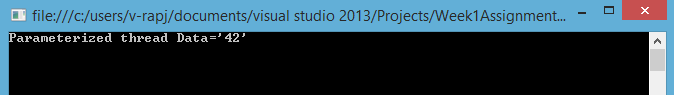 file:///c:/users/v-rapj/documents/visual studio 2013/Projects/Week1Assignment...
Parameterized thread Data='42'